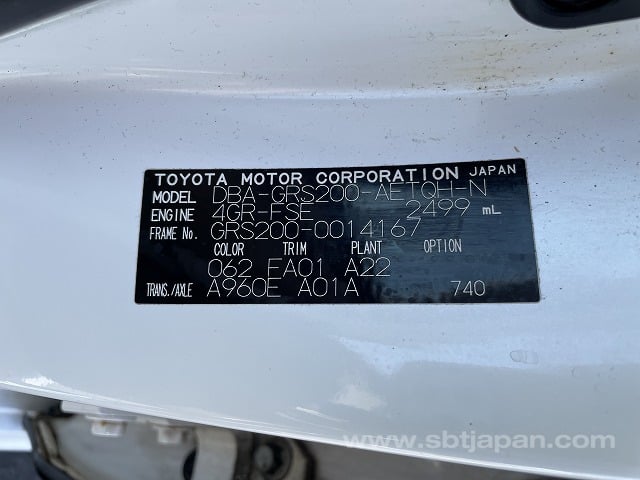 TOYOTA MOTOR CORPORATION JAPAN
MODEL DBA-GRS200-AETQH-N
ENGINE 4GR-FSE 2499 mL
FRAME No. GRS200-0014167
COLOR TRIM PLANT OPTION
062 FA01 A22
TRANS./AXLE A960E A01A 740
www.sbtjapan.com